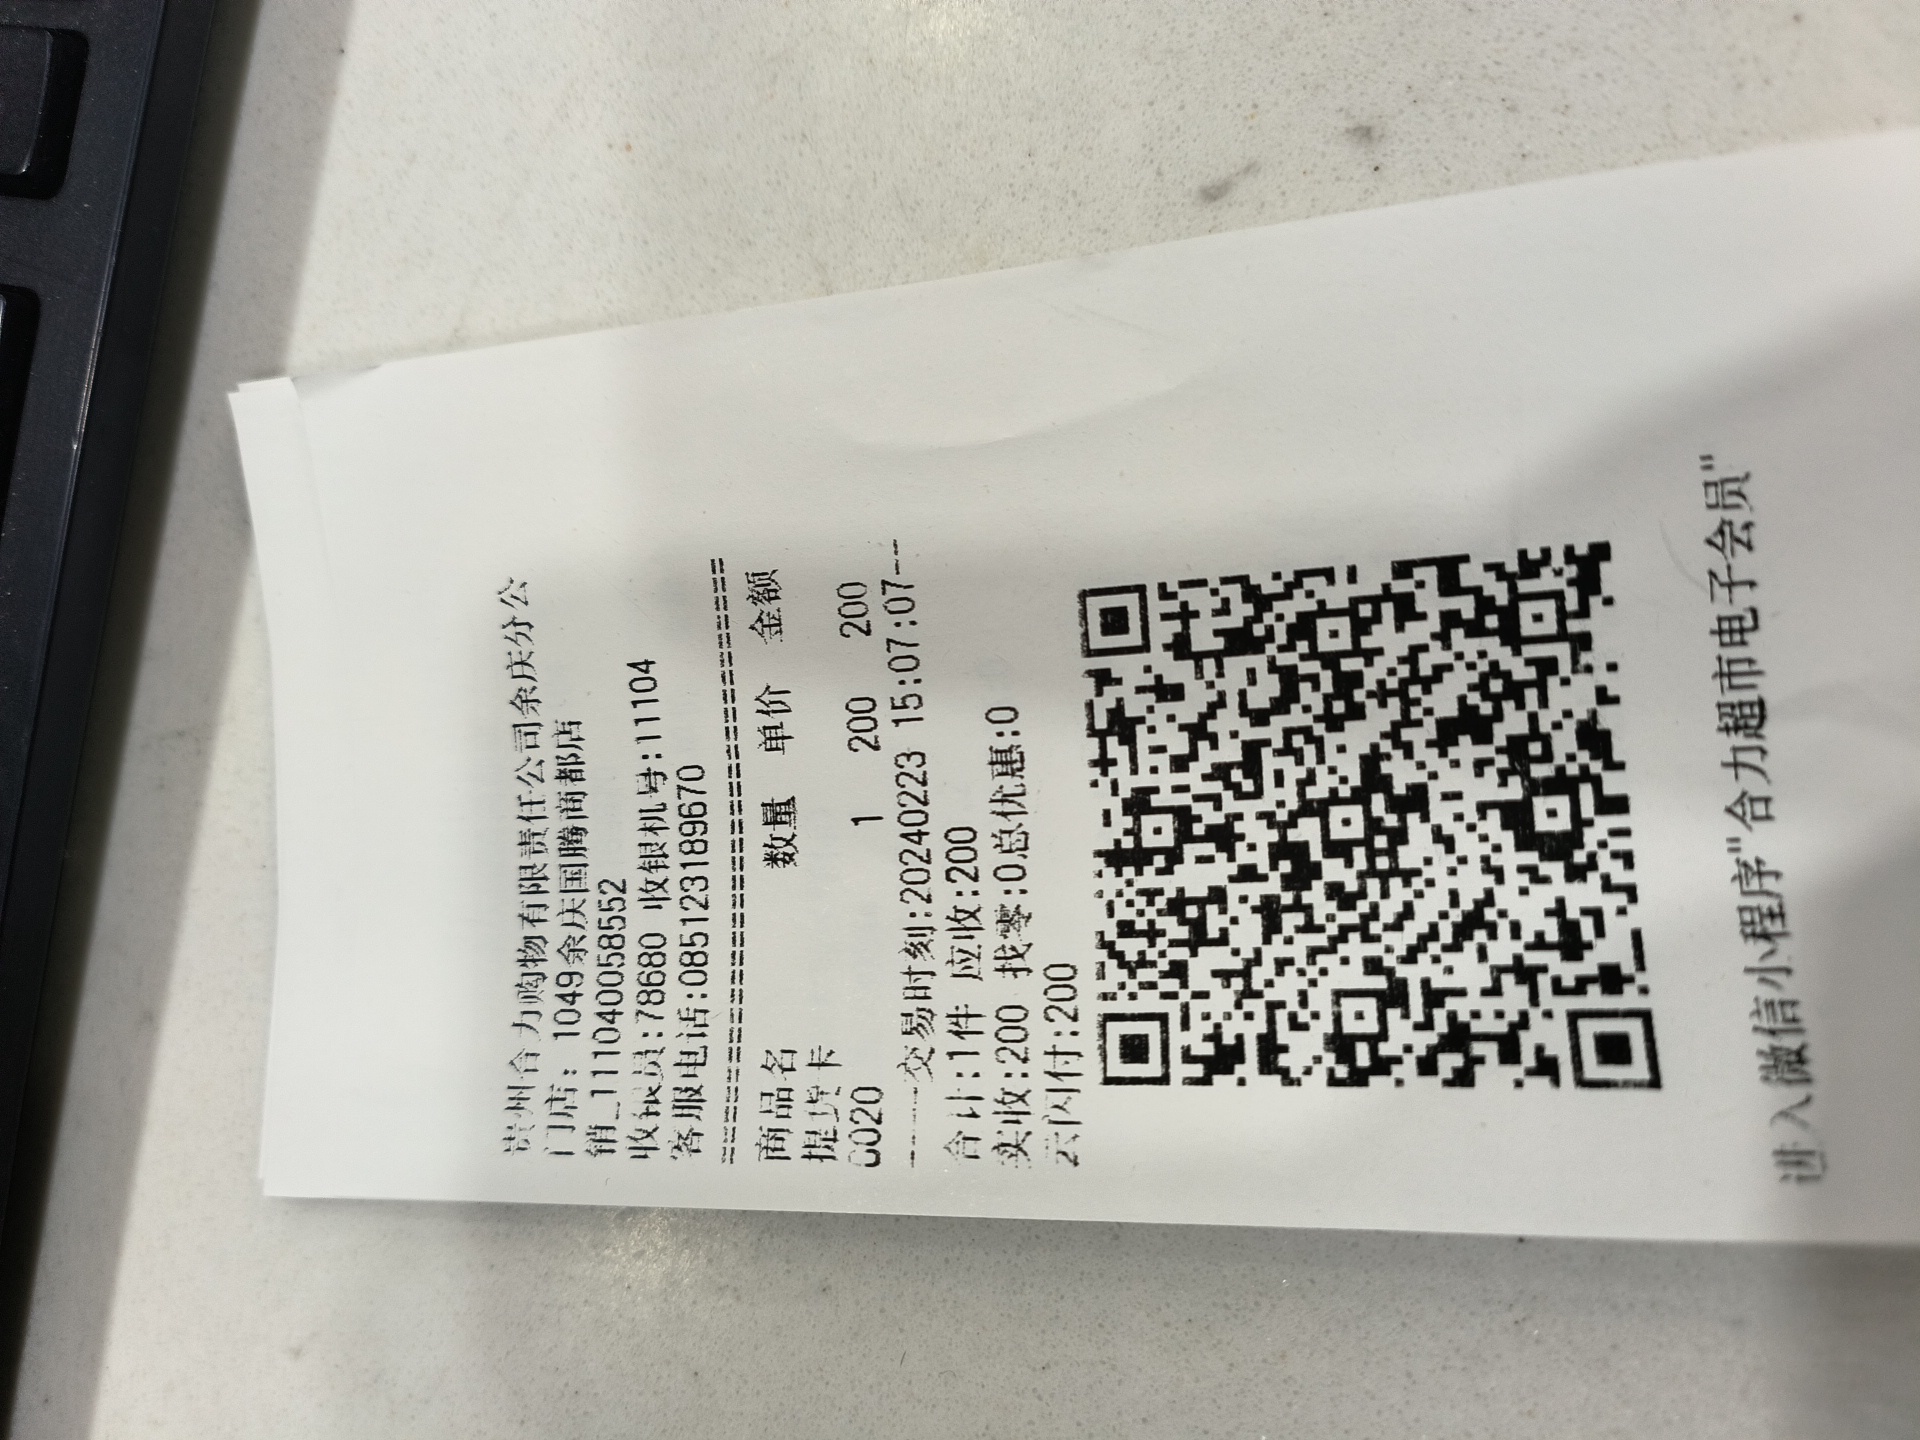 贵州合力购物有限责任公司余庆分公
门店: 1049余庆国腾商都店
销_111040058552
收银员:78680 收银机号:11104
客服电话:085123189670
================================
商品名 数量 单价 金额
提货卡
0020 1 200 200
----交易时刻:20240223 15:07:07--
合计:1件 应收:200
实收:200 找零:0总优惠:0
云闪付:200
进入微信小程序"合力超市电子会员"